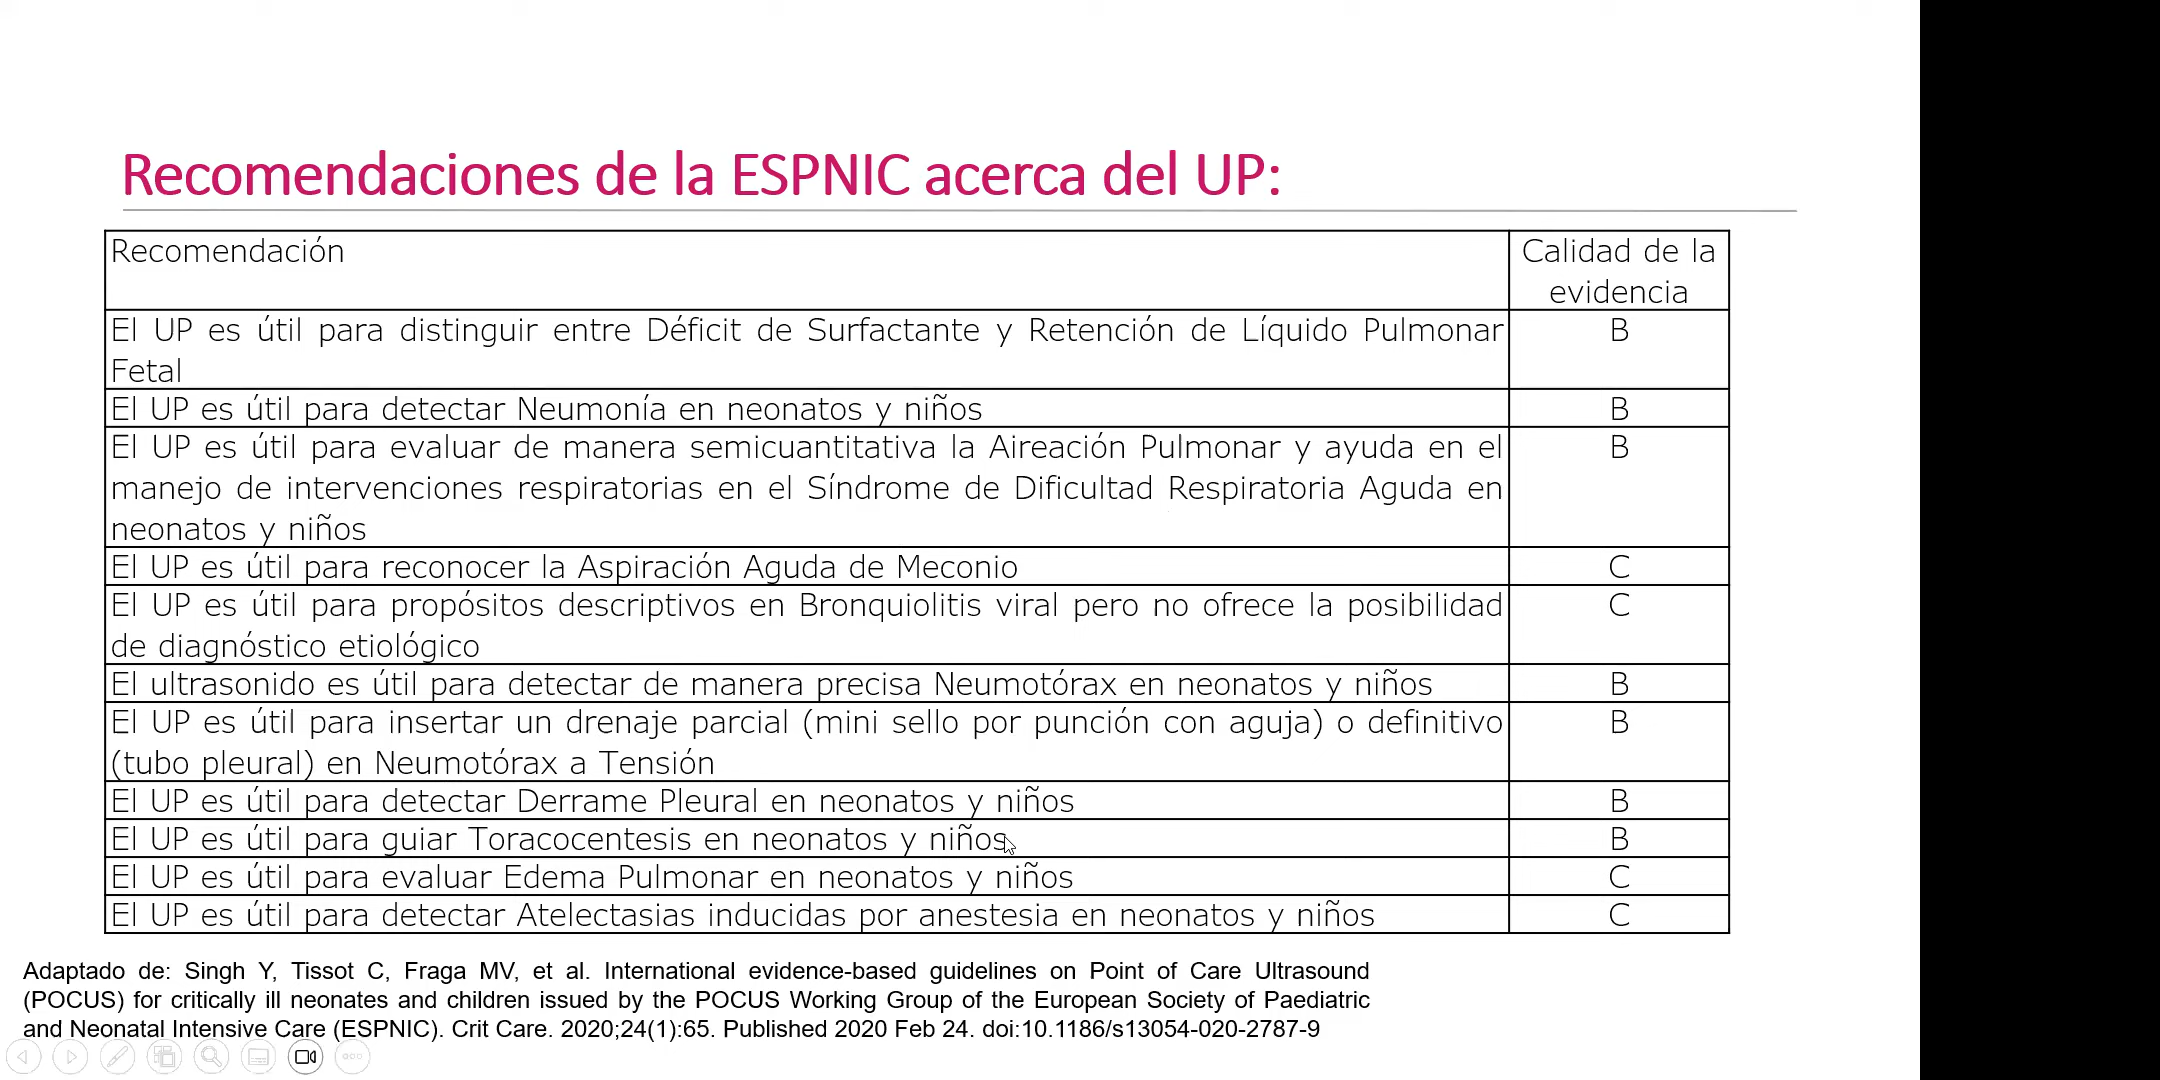 Recomendaciones de la ESPNIC acerca del UP:
Recomendación
Calidad de la
evidencia
El UP es útil para distinguir entre Déficit de Surfactante y Retención de Líquido Pulmonar
Fetal
B
El UP es útil para detectar Neumonía en neonatos y niños
B
El UP es útil para evaluar de manera semicuantitativa la Aireación Pulmonar y ayuda en el
manejo de intervenciones respiratorias en el Síndrome de Dificultad Respiratoria Aguda en
neonatos y niños
B
El UP es útil para reconocer la Aspiración Aguda de Meconio
C
El UP es útil para propósitos descriptivos en Bronquiolitis viral pero no ofrece la posibilidad
de diagnóstico etiológico
C
El ultrasonido es útil para detectar de manera precisa Neumotórax en neonatos y niños
B
El UP es útil para insertar un drenaje parcial (mini sello por punción con aguja) o definitivo
(tubo pleural) en Neumotórax a Tensión
B
El UP es útil para detectar Derrame Pleural en neonatos y niños
B
El UP es útil para guiar Toracocentesis en neonatos y niños
B
El UP es útil para evaluar Edema Pulmonar en neonatos y niños
C
El UP es útil para detectar Atelectasias inducidas por anestesia en neonatos y niños
C
Adaptado de: Singh Y, Tissot C, Fraga MV, et al. International evidence-based guidelines on Point of Care Ultrasound
(POCUS) for critically ill neonates and children issued by the POCUS Working Group of the European Society of Paediatric
and Neonatal Intensive Care (ESPNIC). Crit Care. 2020;24(1):65. Published 2020 Feb 24. doi:10.1186/s13054-020-2787-9